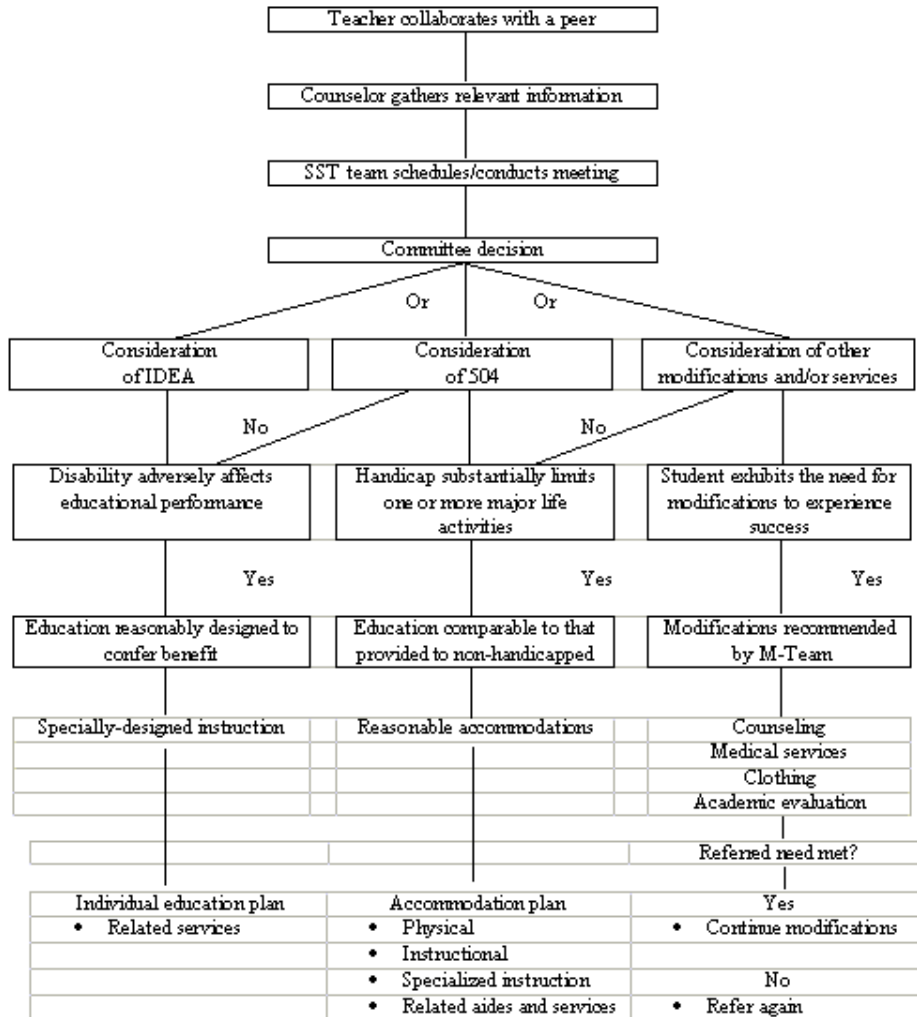 Teacher collaborates with a peer
Counselor gathers relevant information
SST team schedules/conducts meeting
Committee decision
Or
Or
Consideration
of IDEA
Consideration
of 504
Consideration of other
modifications and/or services
No
No
Disability adversely affects
educational performance
Handicap substantially limits
one or more major life
activities
Student exhibits the need for
modifications to experience
success
Yes
Yes
Yes
Education reasonably designed to
confer benefit
Education comparable to that
provided to non-handicapped
Modifications recommended
by M-Team
Specially-designed instruction
Reasonable accommodations
Counseling
Medical services
Clothing
Academic evaluation
Referred need met?
Individual education plan
• Related services
Accommodation plan
• Physical
• Instructional
• Specialized instruction
• Related aides and services
Yes
• Continue modifications
No
• Refer again